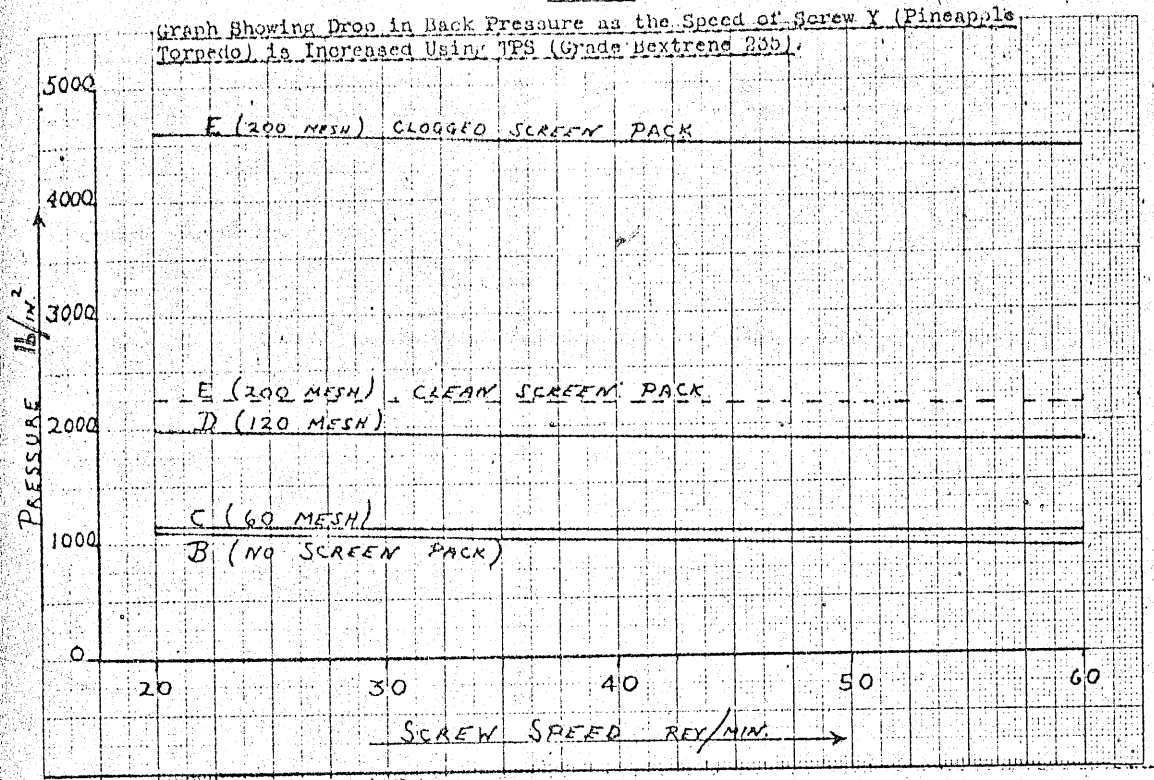 Graph Showing Drop in Back Pressure as the Speed of Screw Y (Pineapple
Torpedo) is Increased Using TPS (Grade Bextrene 235).
5000
E (200 MESH) CLOGGED SCREEN PACK
4000
3000
PRESSURE lb/IN²
E (200 MESH) CLEAN SCREEN PACK
2000
D (120 MESH)
C (60 MESH)
1000
B (NO SCREEN PACK)
0
20 30 40 50 60
SCREW SPEED REV/MIN.